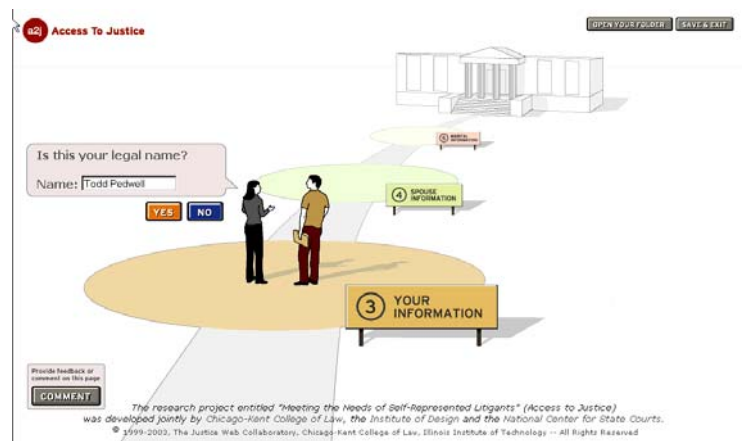 a2j Access To Justice
OPEN YOUR FOLDER
SAVE & EXIT
5 MARITAL INFORMATION
Is this your legal name?
Name: Todd Pedwell
YES
NO
4 SPOUSE
INFORMATION
3 YOUR
INFORMATION
Provide feedback or
comment on this page
COMMENT
The research project entitled "Meeting the Needs of Self-Represented Litigants" (Access to Justice)
was developed jointly by Chicago-Kent College of Law, the Institute of Design and the National Center for State Courts.
© 1999-2003, The Justice Web Collaboratory, Chicago-Kent College of Law, Illinois Institute of Technology -- All Rights Reserved